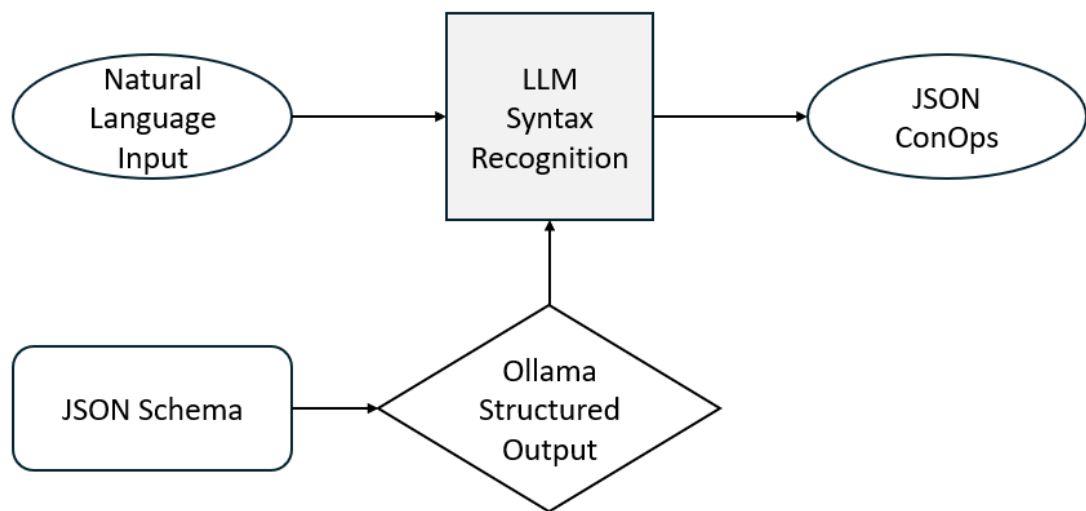 Natural
Language
Input
LLM
Syntax
Recognition
JSON
ConOps
JSON Schema
Ollama
Structured
Output